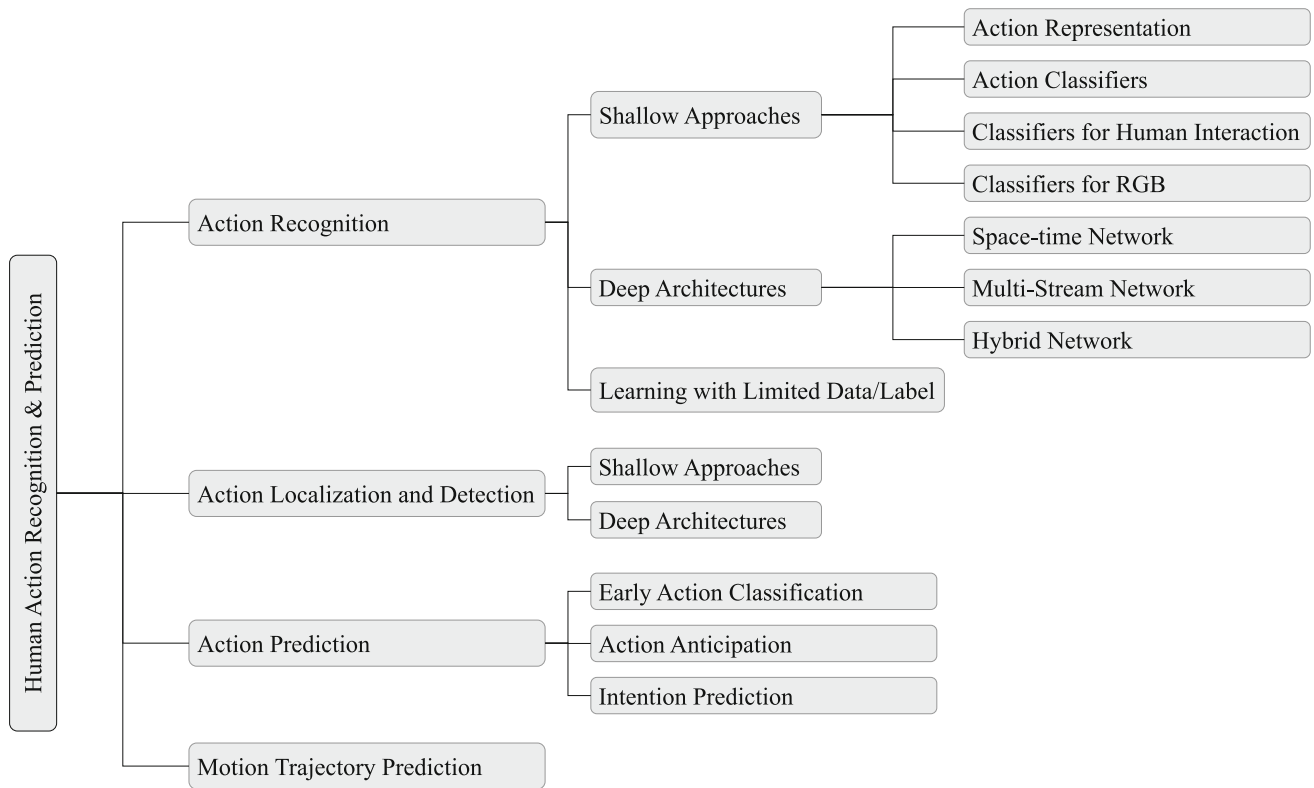 Human Action Recognition & Prediction
Action Recognition
Shallow Approaches
Action Representation
Action Classifiers
Classifiers for Human Interaction
Classifiers for RGB
Deep Architectures
Space-time Network
Multi-Stream Network
Hybrid Network
Learning with Limited Data/Label
Action Localization and Detection
Shallow Approaches
Deep Architectures
Action Prediction
Early Action Classification
Action Anticipation
Intention Prediction
Motion Trajectory Prediction